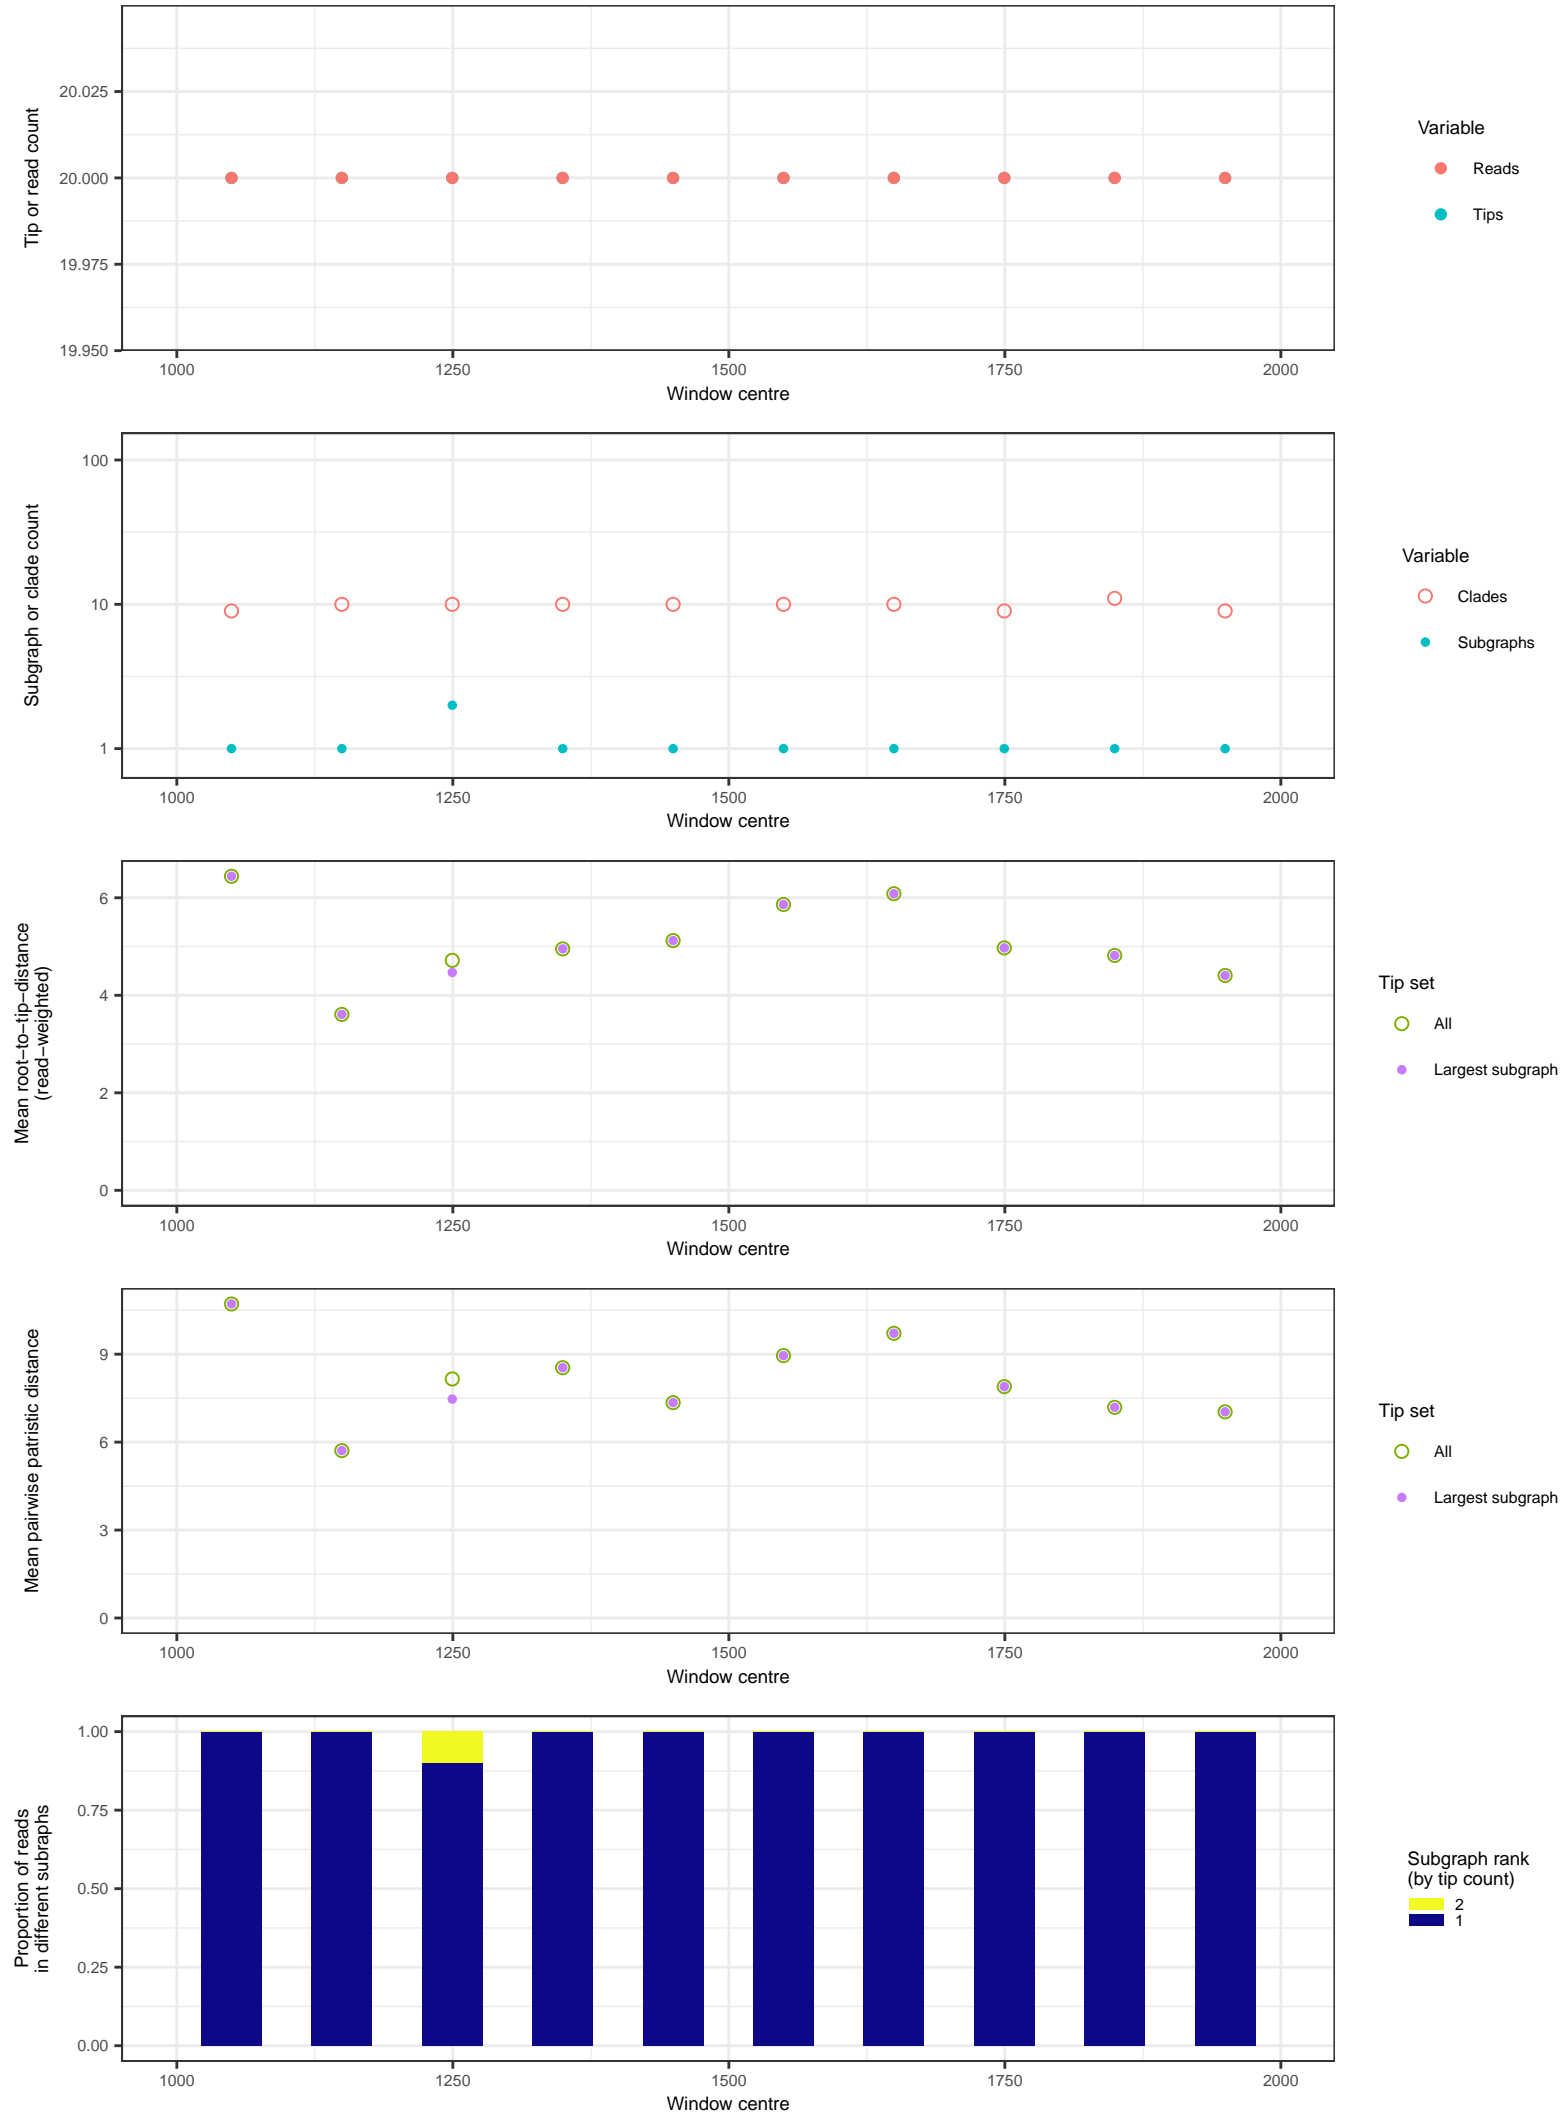 Tip or read count
20.025
20.000
19.975
19.950
1000
1250
1500
1750
2000
Window centre
Variable
Reads
Tips
Subgraph or clade count
100
10
1
1000
1250
1500
1750
2000
Window centre
Variable
Clades
Subgraphs
Mean root−to−tip−distance
(read−weighted)
6
4
2
0
1000
1250
1500
1750
2000
Window centre
Tip set
All
Largest subgraph
Mean pairwise patristic distance
9
6
3
0
1000
1250
1500
1750
2000
Window centre
Tip set
All
Largest subgraph
Proportion of reads
in different subraphs
1.00
0.75
0.50
0.25
0.00
1000
1250
1500
1750
2000
Window centre
Subgraph rank
(by tip count)
2
1